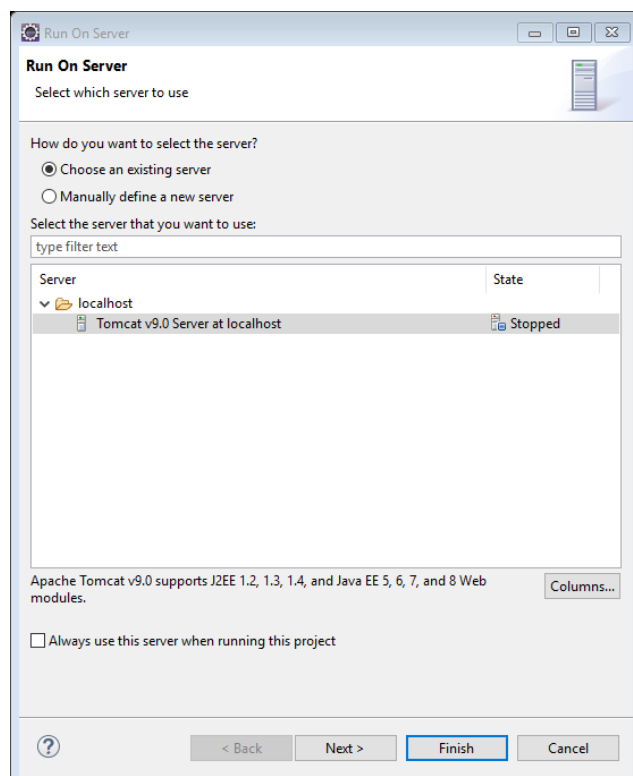 Run On Server
Run On Server
Select which server to use
How do you want to select the server?
Choose an existing server
Manually define a new server
Select the server that you want to use:
type filter text
Server State
localhost
Tomcat v9.0 Server at localhost Stopped
Apache Tomcat v9.0 supports J2EE 1.2, 1.3, 1.4, and Java EE 5, 6, 7, and 8 Web
modules.
Columns...
Always use this server when running this project
? < Back Next > Finish Cancel